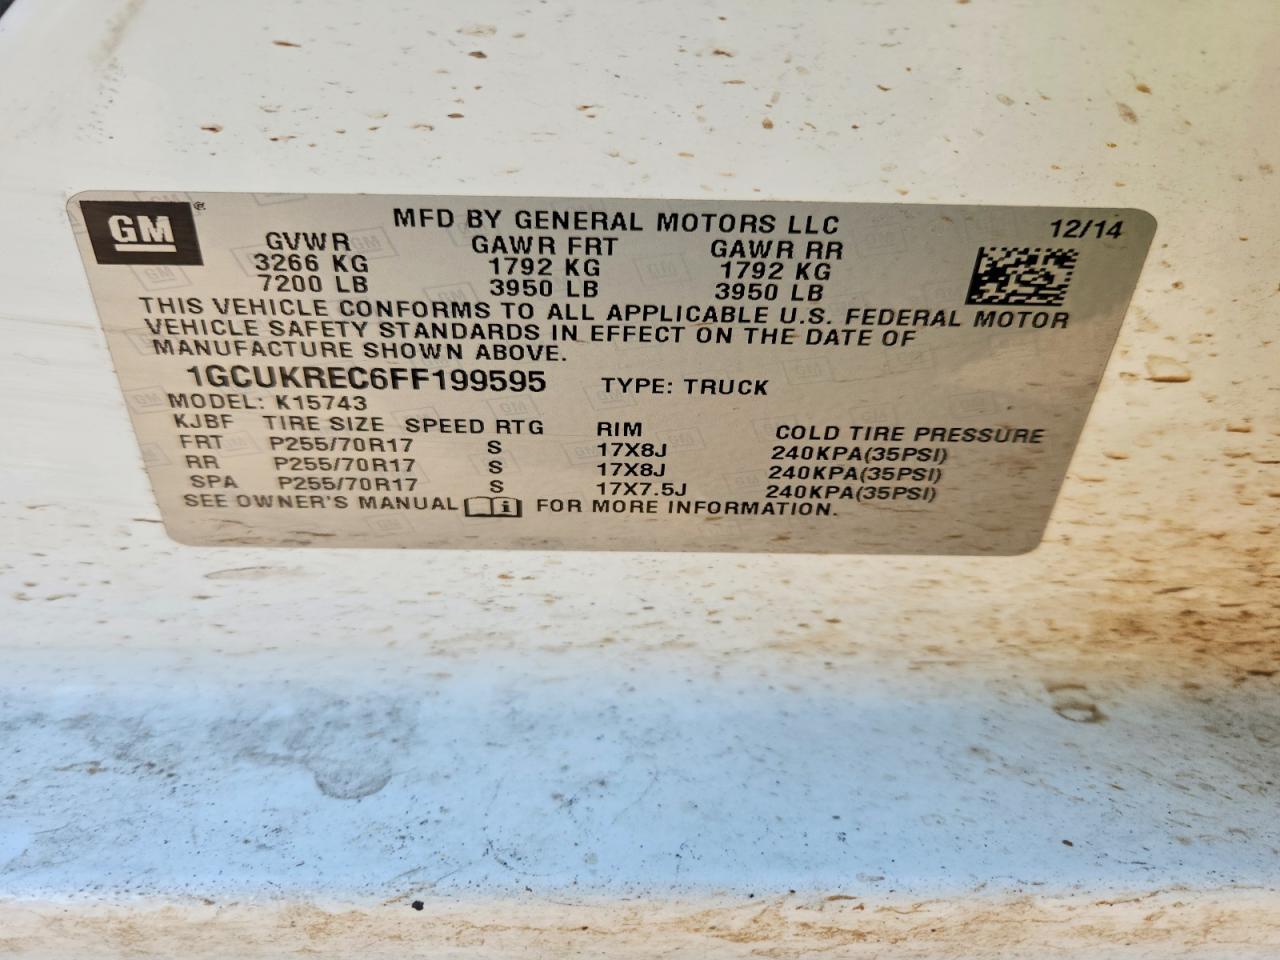 GM ®
MFD BY GENERAL MOTORS LLC 12/14
GVWR GAWR FRT GAWR RR
3266 KG 1792 KG 1792 KG
7200 LB 3950 LB 3950 LB
THIS VEHICLE CONFORMS TO ALL APPLICABLE U.S. FEDERAL MOTOR
VEHICLE SAFETY STANDARDS IN EFFECT ON THE DATE OF
MANUFACTURE SHOWN ABOVE.
1GCUKREC6FF199595 TYPE: TRUCK
MODEL: K15743
KJBF TIRE SIZE SPEED RTG RIM COLD TIRE PRESSURE
FRT P255/70R17 S 17X8J 240KPA(35PSI)
RR P255/70R17 S 17X8J 240KPA(35PSI)
SPA P255/70R17 S 17X7.5J 240KPA(35PSI)
SEE OWNER'S MANUAL i FOR MORE INFORMATION.